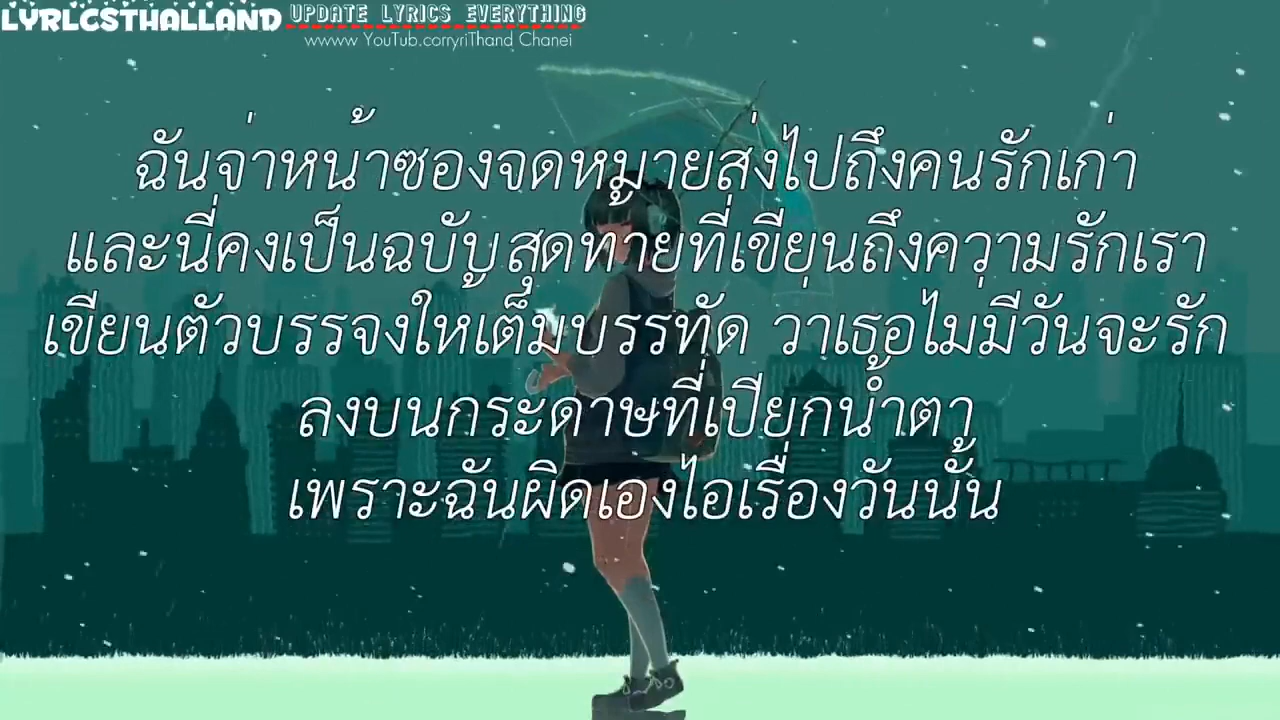 LYRLCSTHALLAND
UPDATE LYRICS EVERYTHING
wwww YouTub.corryriThand Chanei
ฉันจ่าหน้าซองจดหมายส่งไปถึงคนรักเก่า
และนี่คงเป็นฉบับสุดท้ายที่เขียนถึงความรักเรา
เขียนตัวบรรจงให้เต็มบรรทัด ว่าเธอไม่มีวันจะรัก
ลงบนกระดาษที่เปียกน้ำตา
เพราะฉันผิดเองไอเรื่องวันนั้น